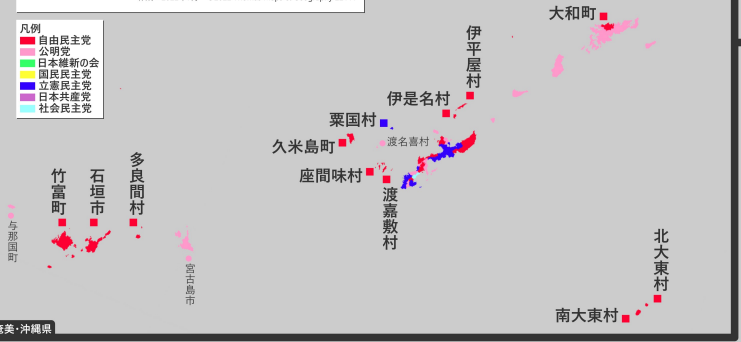 凡例
自由民主党
公明党
日本維新の会
国民民主党
立憲民主党
日本共産党
社会民主党
大和町
伊平屋村
伊是名村
粟国村
渡名喜村
久米島町
座間味村
渡嘉敷村
多良間村
石垣市
竹富町
与那国町
宮古島市
北大東村
南大東村
奄美・沖縄県